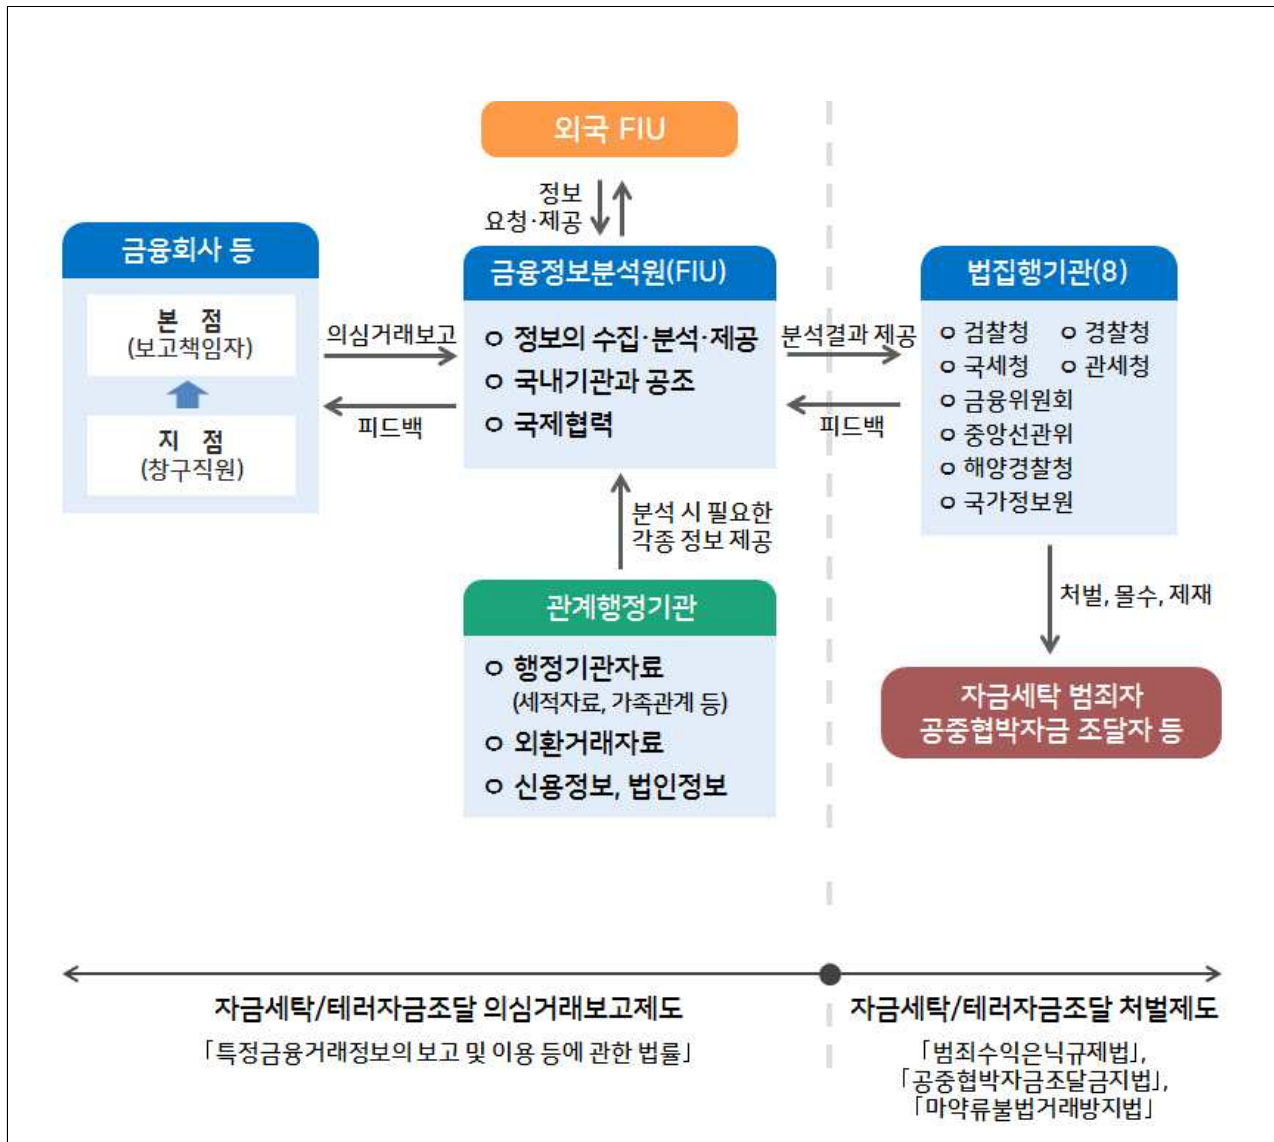 외국 FIU
정보
요청·제공
금융회사 등
본 점
(보고책임자)
지 점
(창구직원)
의심거래보고
피드백
금융정보분석원(FIU)
ㅇ 정보의 수집·분석·제공
ㅇ 국내기관과 공조
ㅇ 국제협력
분석결과 제공
피드백
법집행기관(8)
ㅇ 검찰청 ㅇ 경찰청
ㅇ 국세청 ㅇ 관세청
ㅇ 금융위원회
ㅇ 중앙선관위
ㅇ 해양경찰청
ㅇ 국가정보원
분석 시 필요한
각종 정보 제공
관계행정기관
ㅇ 행정기관자료
(세적자료, 가족관계 등)
ㅇ 외환거래자료
ㅇ 신용정보, 법인정보
처벌, 몰수, 제재
자금세탁 범죄자
공중협박자금 조달자 등
자금세탁/테러자금조달 의심거래보고제도
「특정금융거래정보의 보고 및 이용 등에 관한 법률」
자금세탁/테러자금조달 처벌제도
「범죄수익은닉규제법」,
「공중협박자금조달금지법」,
「마약류불법거래방지법」